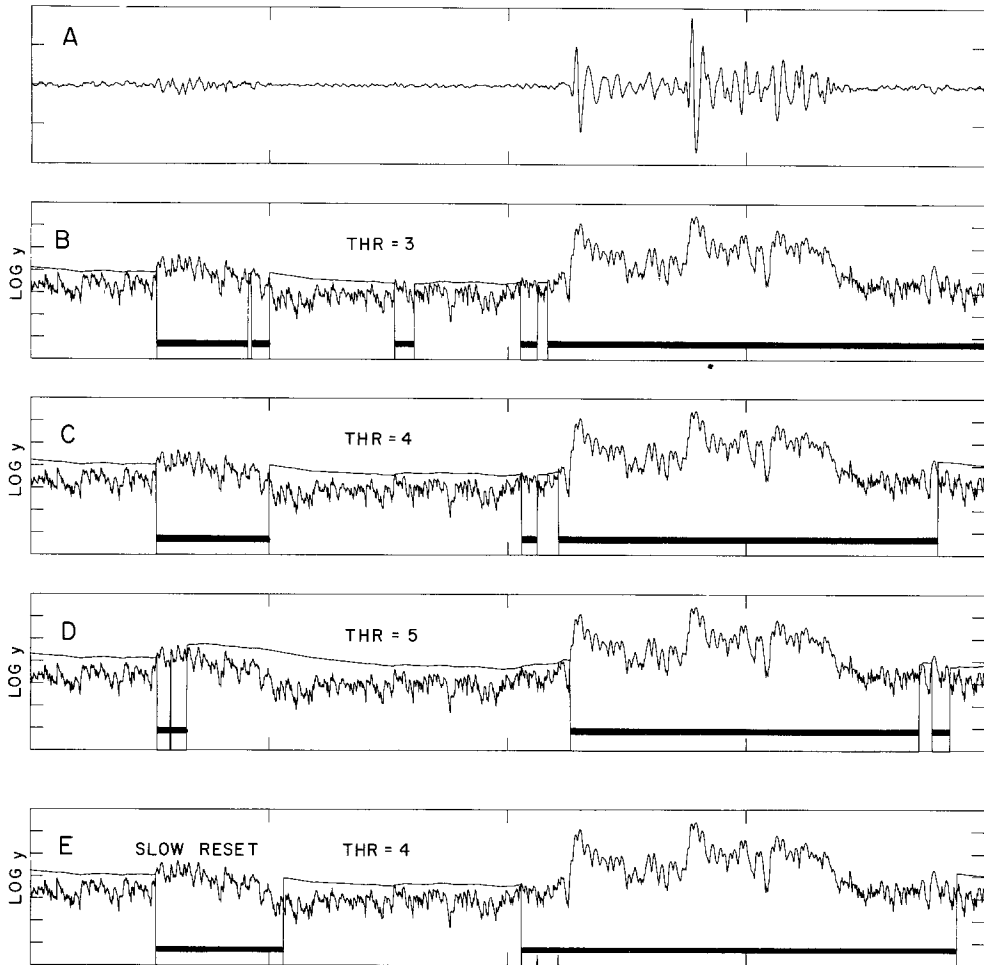 A
B
THR = 3
LOG y
C
THR = 4
LOG y
D
THR = 5
LOG y
E
SLOW RESET
THR = 4
LOG y